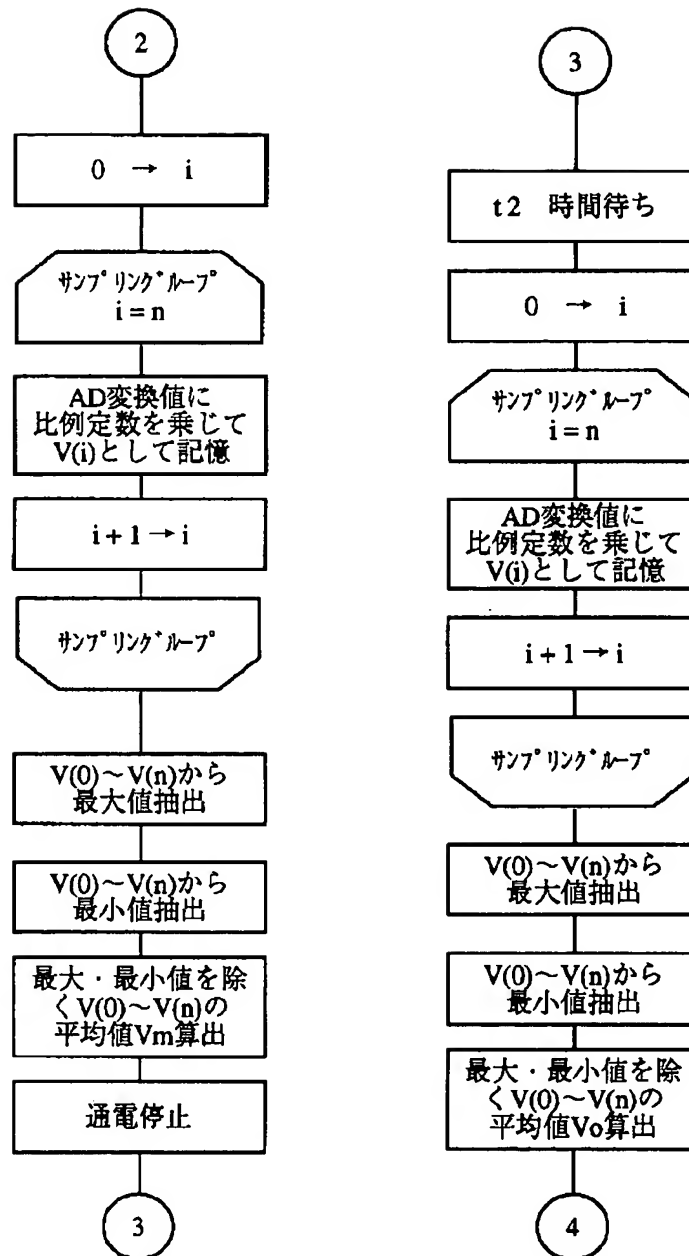 2
0 → i
ｻﾝﾌﾟﾘﾝｸﾞﾙｰﾌﾟ
i = n
AD変換値に
比例定数を乗じて
V(i)として記憶
i + 1 → i
ｻﾝﾌﾟﾘﾝｸﾞﾙｰﾌﾟ
V(0)～V(n)から
最大値抽出
V(0)～V(n)から
最小値抽出
最大・最小値を除
くV(0)～V(n)の
平均値Vm算出
通電停止
3
3
t2 時間待ち
0 → i
ｻﾝﾌﾟﾘﾝｸﾞﾙｰﾌﾟ
i = n
AD変換値に
比例定数を乗じて
V(i)として記憶
i + 1 → i
ｻﾝﾌﾟﾘﾝｸﾞﾙｰﾌﾟ
V(0)～V(n)から
最大値抽出
V(0)～V(n)から
最小値抽出
最大・最小値を除
くV(0)～V(n)の
平均値Vo算出
4